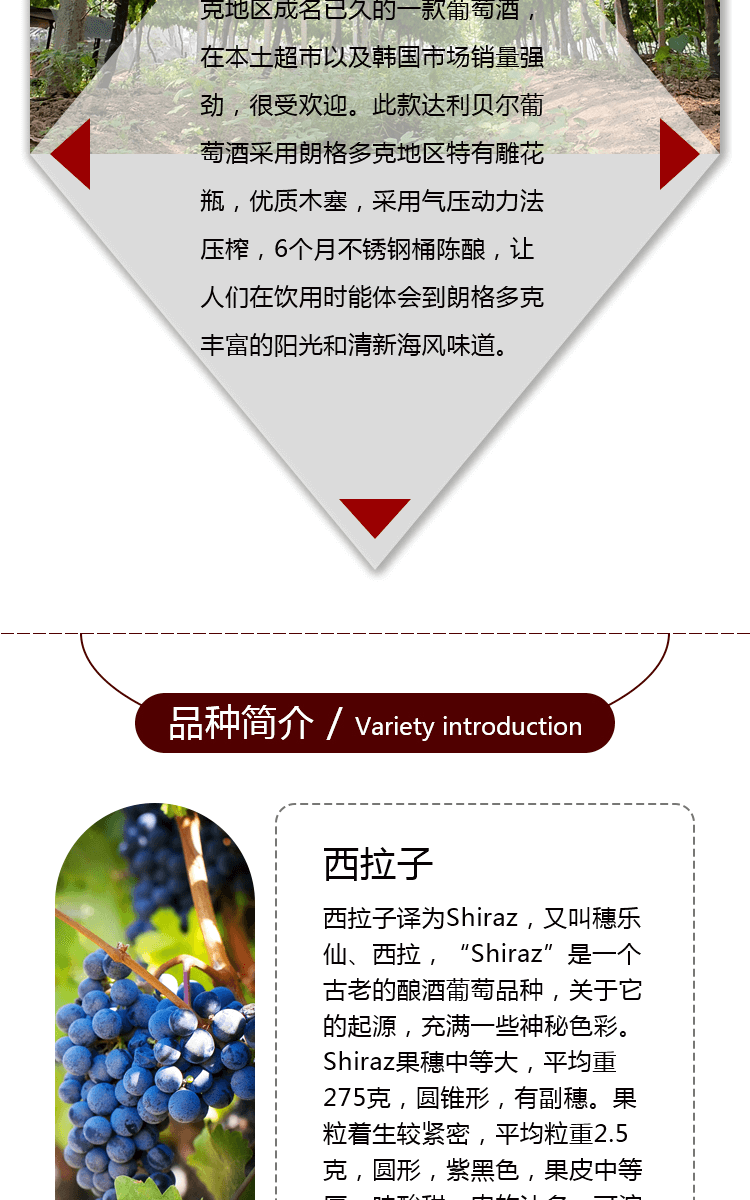 克地区成名已久的一款葡萄酒，
在本土超市以及韩国市场销量强
劲，很受欢迎。此款达利贝尔葡
萄酒采用朗格多克地区特有雕花
瓶，优质木塞，采用气压动力法
压榨，6个月不锈钢桶陈酿，让
人们在饮用时能体会到朗格多克
丰富的阳光和清新海风味道。
品种简介 / Variety introduction
西拉子
西拉子译为Shiraz，又叫穗乐
仙、西拉，“Shiraz”是一个
古老的酿酒葡萄品种，关于它
的起源，充满一些神秘色彩。
Shiraz果穗中等大，平均重
275克，圆锥形，有副穗。果
粒着生较紧密，平均粒重2.5
克，圆形，紫黑色，果皮中等